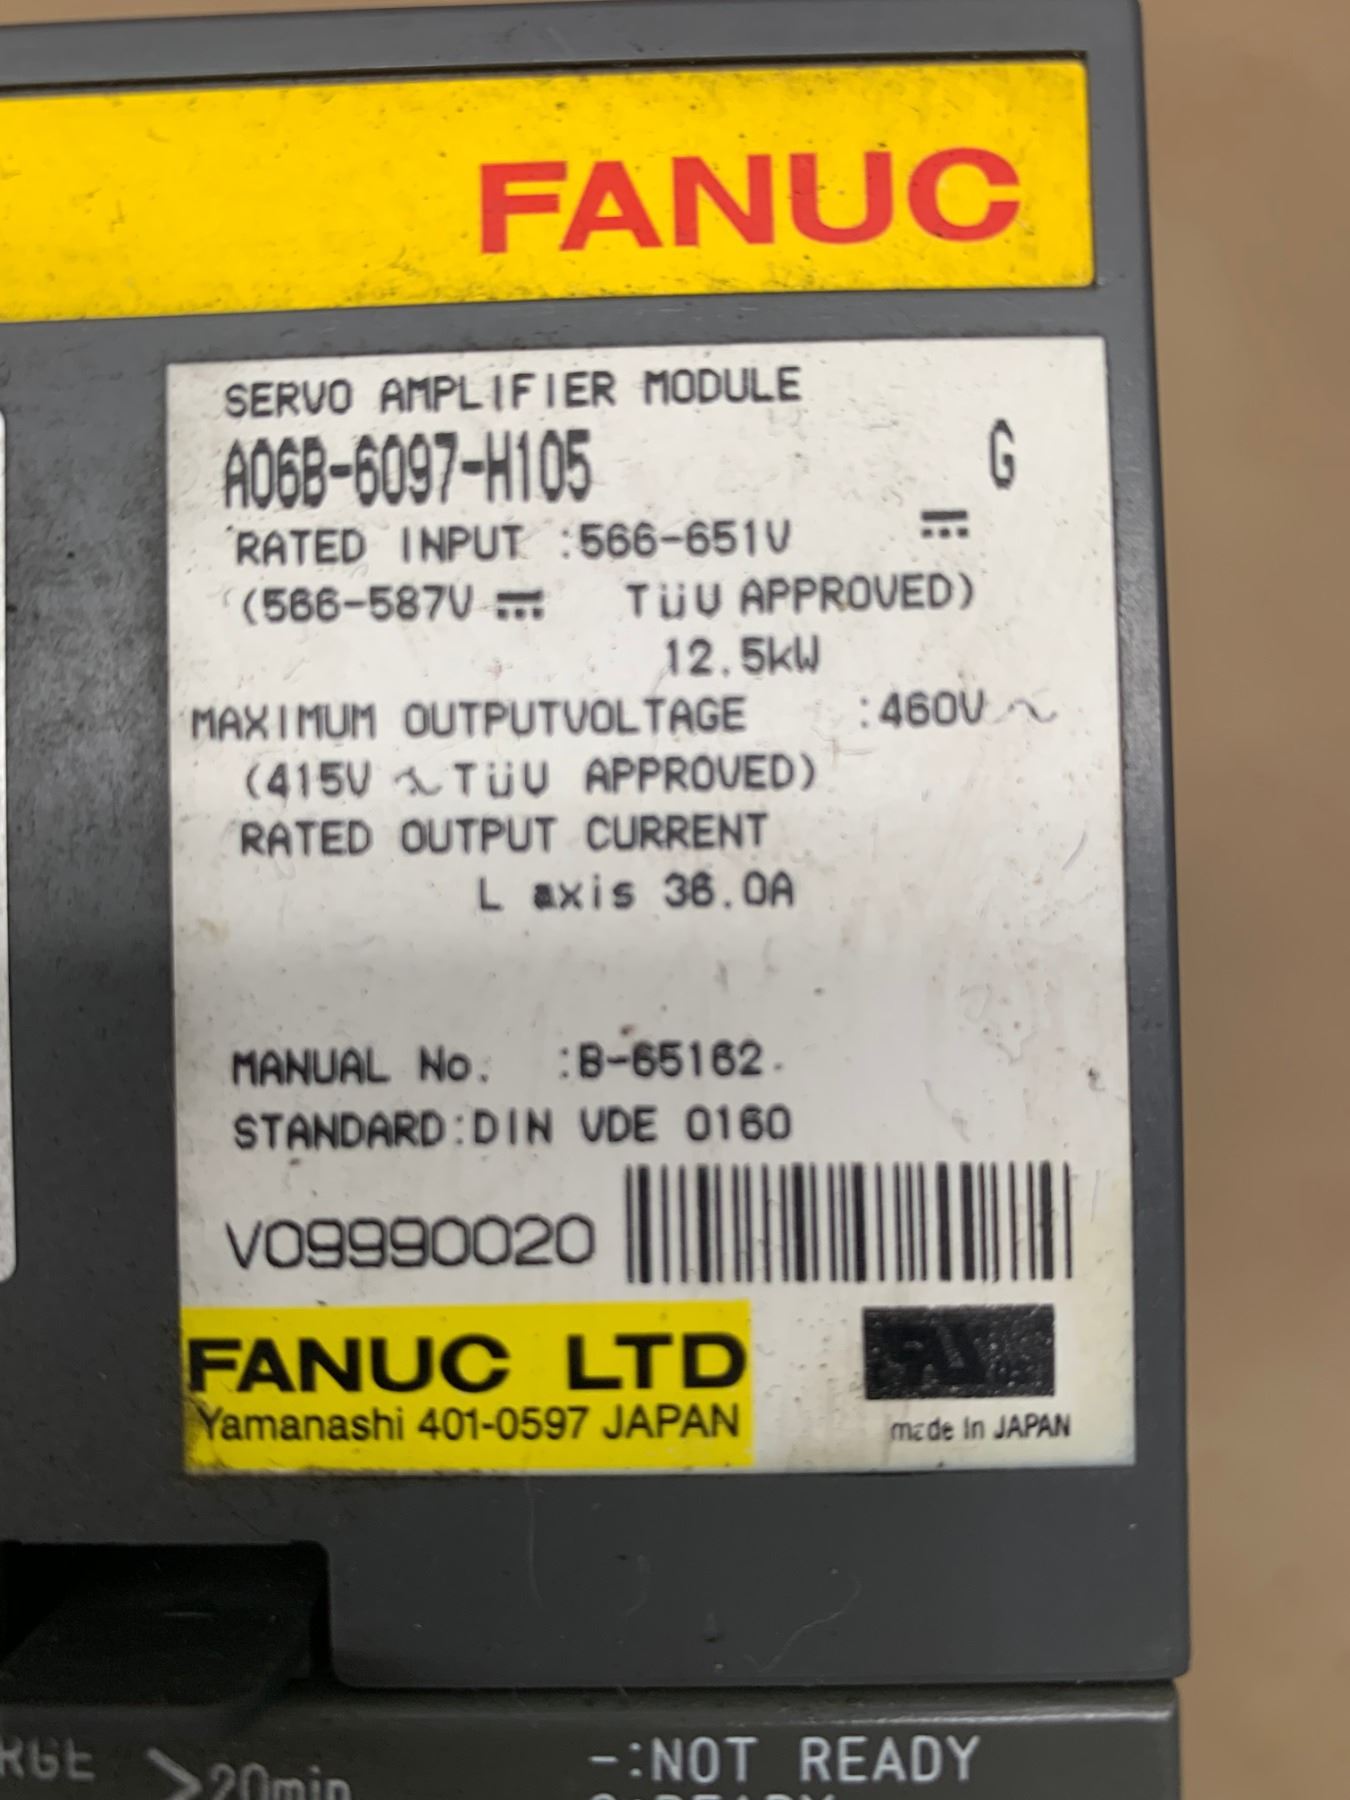 FANUC
SERVO AMPLIFIER MODULE
A06B-6097-H105 G
RATED INPUT :566-651V ⎓
(566-587V ⎓ TüV APPROVED)
12.5kW
MAXIMUM OUTPUTVOLTAGE :460V ~
(415V ~ TüV APPROVED)
RATED OUTPUT CURRENT
L axis 36.0A
MANUAL No. :B-65162.
STANDARD:DIN VDE 0160
V09990020
FANUC LTD
Yamanashi 401-0597 JAPAN
made in JAPAN
>20min
-:NOT READY